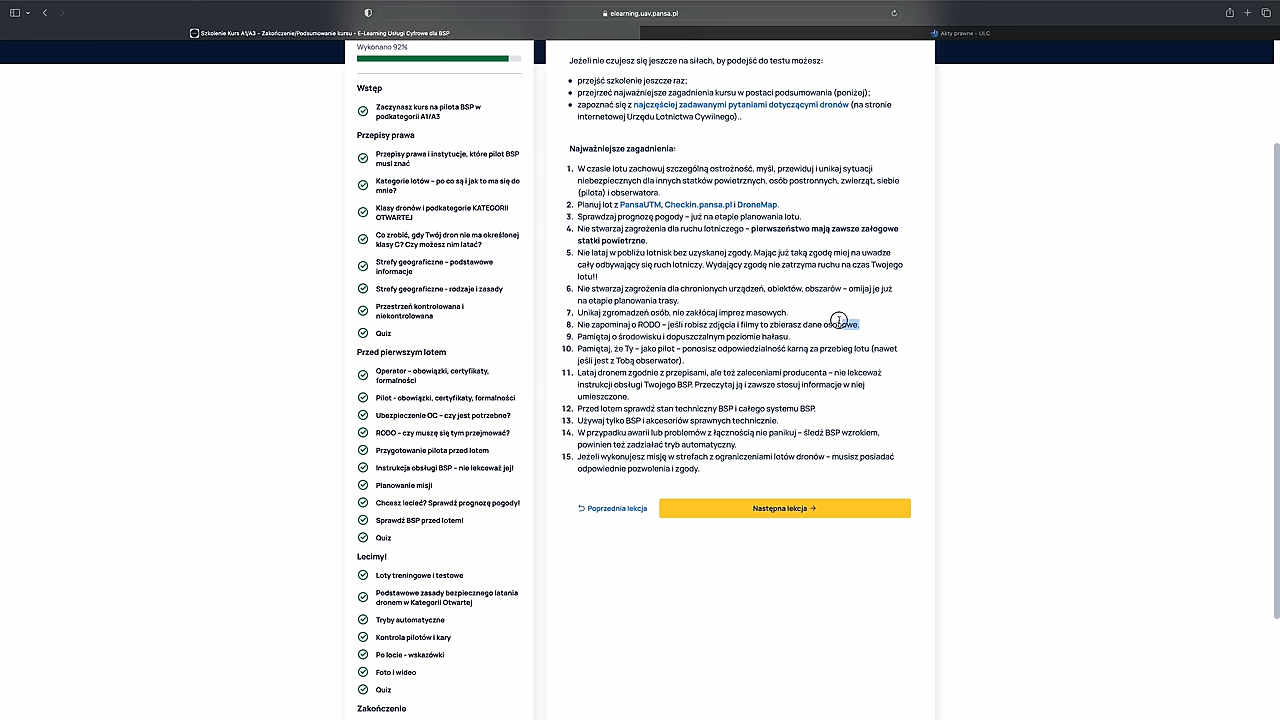 elearning.uav.pansa.pl
Szkolenie Kurs A1/A3 – Zakończenie/Podsumowanie kursu – E-Learning Usługi Cyfrowe dla BSP
Akty prawne – ULC
Wykonano 92%
Wstęp
Zaczynasz kurs na pilota BSP w
podkategorii A1/A3
Przepisy prawa
Przepisy prawa i instytucje, które pilot BSP
musi znać
Kategorie lotów – po co są i jak to ma się do
mnie?
Klasy dronów i podkategorie KATEGORII
OTWARTEJ
Co zrobić, gdy Twój dron nie ma określonej
klasy C? Czy możesz nim latać?
Strefy geograficzne – podstawowe
informacje
Strefy geograficzne - rodzaje i zasady
Przestrzeń kontrolowana i
niekontrolowana
Quiz
Przed pierwszym lotem
Operator – obowiązki, certyfikaty,
formalności
Pilot - obowiązki, certyfikaty, formalności
Ubezpieczenie OC – czy jest potrzebne?
RODO – czy muszę się tym przejmować?
Przygotowanie pilota przed lotem
Instrukcja obsługi BSP – nie lekceważ jej!
Planowanie misji
Chcesz lecieć? Sprawdź prognozę pogody!
Sprawdź BSP przed lotem!
Quiz
Lecimy!
Loty treningowe i testowe
Podstawowe zasady bezpiecznego latania
dronem w Kategorii Otwartej
Tryby automatyczne
Kontrola pilotów i kary
Po locie - wskazówki
Foto i wideo
Quiz
Zakończenie
Jeżeli nie czujesz się jeszcze na siłach, by podejść do testu możesz:
• przejść szkolenie jeszcze raz;
• przejrzeć najważniejsze zagadnienia kursu w postaci podsumowania (poniżej);
• zapoznać się z najczęściej zadawanymi pytaniami dotyczącymi dronów (na stronie
internetowej Urzędu Lotnictwa Cywilnego)..
Najważniejsze zagadnienia:
1. W czasie lotu zachowuj szczególną ostrożność, myśl, przewiduj i unikaj sytuacji
niebezpiecznych dla innych statków powietrznych, osób postronnych, zwierząt, siebie
(pilota) i obserwatora.
2. Planuj lot z PansaUTM, Checkin.pansa.pl i DroneMap.
3. Sprawdzaj prognozę pogody – już na etapie planowania lotu.
4. Nie stwarzaj zagrożenia dla ruchu lotniczego – pierwszeństwo mają zawsze załogowe
statki powietrzne.
5. Nie lataj w pobliżu lotnisk bez uzyskanej zgody. Mając już taką zgodę miej na uwadze
cały odbywający się ruch lotniczy. Wydający zgodę nie zatrzyma ruchu na czas Twojego
lotu!!
6. Nie stwarzaj zagrożenia dla chronionych urządzeń, obiektów, obszarów – omijaj je już
na etapie planowania trasy.
7. Unikaj zgromadzeń osób, nie zakłócaj imprez masowych.
8. Nie zapominaj o RODO – jeśli robisz zdjęcia i filmy to zbierasz dane osobowe.
9. Pamiętaj o środowisku i dopuszczalnym poziomie hałasu.
10. Pamiętaj, że Ty – jako pilot – ponosisz odpowiedzialność karną za przebieg lotu (nawet
jeśli jest z Tobą obserwator).
11. Lataj dronem zgodnie z przepisami, ale też zaleceniami producenta – nie lekceważ
instrukcji obsługi Twojego BSP. Przeczytaj ją i zawsze stosuj informacje w niej
umieszczone.
12. Przed lotem sprawdź stan techniczny BSP i całego systemu BSP.
13. Używaj tylko BSP i akcesoriów sprawnych technicznie.
14. W przypadku awarii lub problemów z łącznością nie panikuj – śledź BSP wzrokiem,
powinien też zadziałać tryb automatyczny.
15. Jeżeli wykonujesz misję w strefach z ograniczeniami lotów dronów – musisz posiadać
odpowiednie pozwolenia i zgody.
Poprzednia lekcja
Następna lekcja →